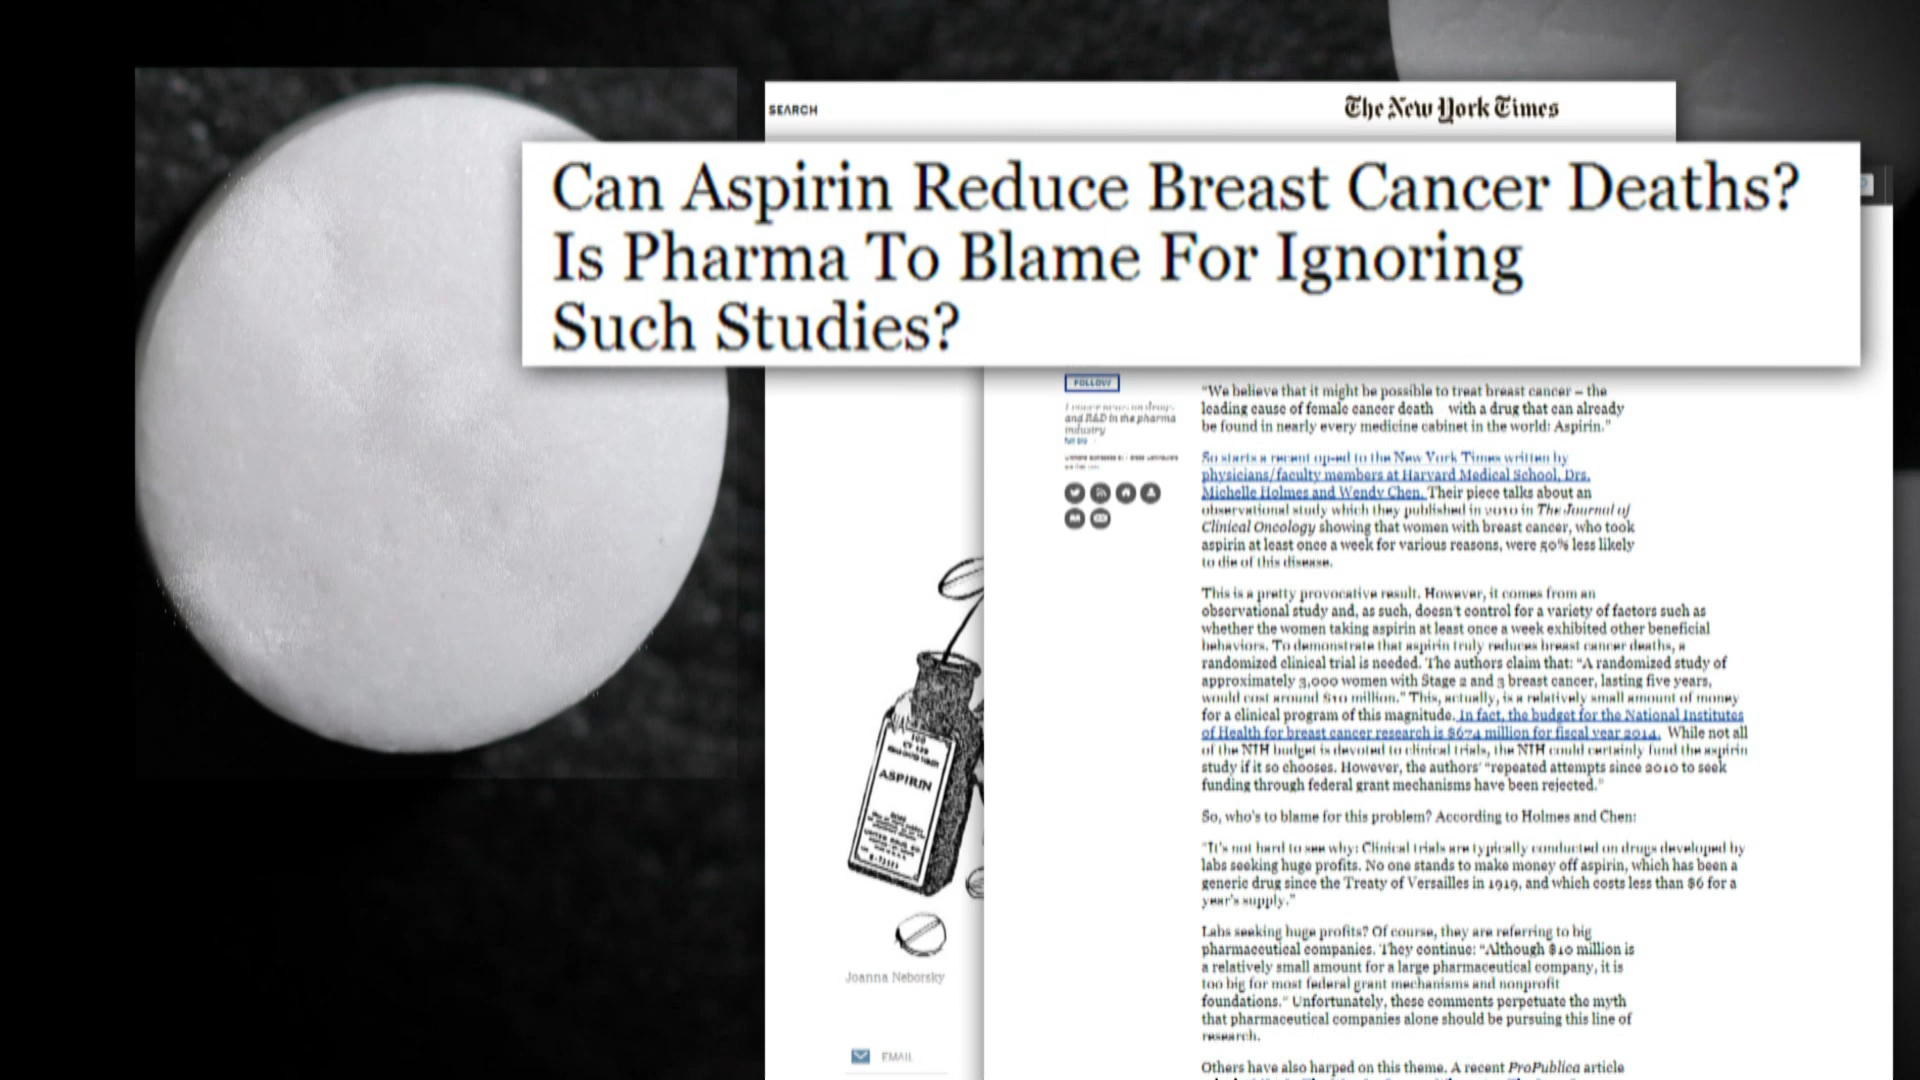 SEARCH
The New York Times
Can Aspirin Reduce Breast Cancer Deaths?
Is Pharma To Blame For Ignoring
Such Studies?
FOLLOW
and R&D in the pharma
industry
"We believe that it might be possible to treat breast cancer – the
leading cause of female cancer death with a drug that can already
be found in nearly every medicine cabinet in the world: Aspirin."
So starts a recent op-ed to the New York Times written by
physicians/faculty members at Harvard Medical School, Drs.
Michelle Holmes and Wendy Chen. Their piece talks about an
observational study which they published in 2010 in The Journal of
Clinical Oncology showing that women with breast cancer, who took
aspirin at least once a week for various reasons, were 50% less likely
to die of this disease.
This is a pretty provocative result. However, it comes from an
observational study and, as such, doesn't control for a variety of factors such as
whether the women taking aspirin at least once a week exhibited other beneficial
behaviors. To demonstrate that aspirin truly reduces breast cancer deaths, a
randomized clinical trial is needed. The authors claim that: "A randomized study of
approximately 3,000 women with Stage 2 and 3 breast cancer, lasting five years,
would cost around $10 million." This, actually, is a relatively small amount of money
for a clinical program of this magnitude. In fact, the budget for the National Institutes
of Health for breast cancer research is $674 million for fiscal year 2014. While not all
of the NIH budget is devoted to clinical trials, the NIH could certainly fund the aspirin
study if it so chooses. However, the authors' "repeated attempts since 2010 to seek
funding through federal grant mechanisms have been rejected."
So, who's to blame for this problem? According to Holmes and Chen:
"It's not hard to see why: Clinical trials are typically conducted on drugs developed by
labs seeking huge profits. No one stands to make money off aspirin, which has been a
generic drug since the Treaty of Versailles in 1919, and which costs less than $6 for a
year's supply."
Labs seeking huge profits? Of course, they are referring to big
pharmaceutical companies. They continue: "Although $10 million is
a relatively small amount for a large pharmaceutical company, it is
too big for most federal grant mechanisms and nonprofit
foundations." Unfortunately, these comments perpetuate the myth
that pharmaceutical companies alone should be pursuing this line of
research.
Others have also harped on this theme. A recent ProPublica article
100
ASPIRIN
DOSE
UNITED DRUG CO.
Joanna Neborsky
EMAIL